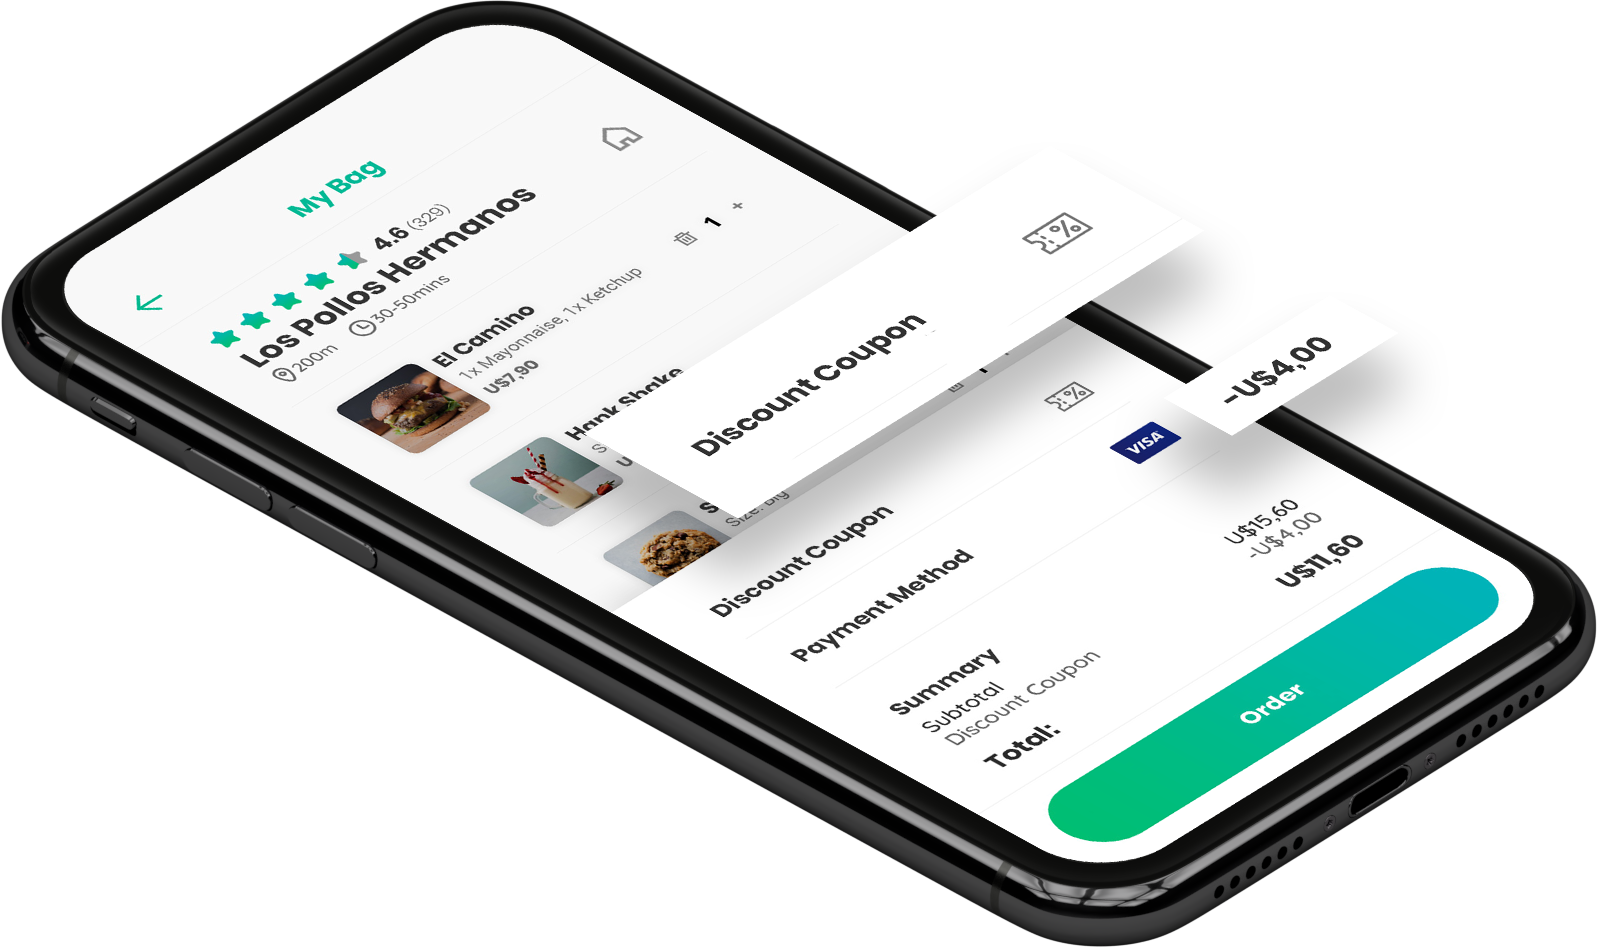 My Bag
4.6 (329)
Los Pollos Hermanos
200m 30-50mins
El Camino
1x Mayonnaise, 1x Ketchup
U$7,90
1 +
Hank Shake
Size: Big
Discount Coupon
-U$4,00
Discount Coupon
Payment Method
VISA
Summary
Subtotal U$15,60
Discount Coupon -U$4,00
Total: U$11,60
Order